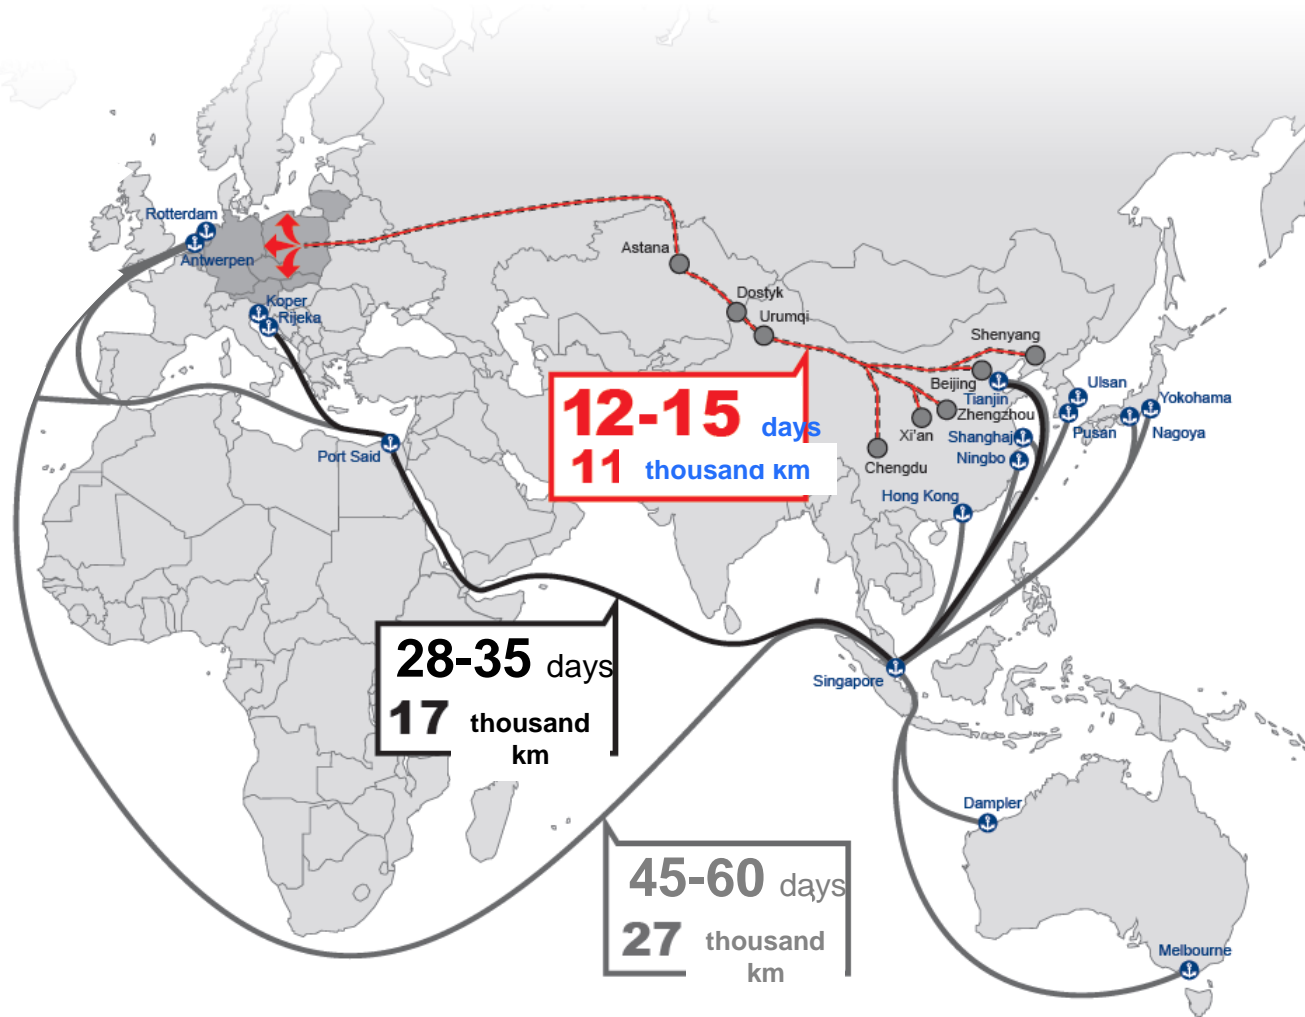 Rotterdam
Antwerpen
Koper
Rijeka
Astana
Dostyk
Urumqi
Shenyang
Beijing
Tianjin
Ulsan
Yokohama
Pusan
Nagoya
Zhengzhou
Xi'an
Shanghaj
Ningbo
Chengdu
Hong Kong
Port Said
12-15 days
11 thousand km
28-35 days
17 thousand
km
Singapore
Dampler
45-60 days
27 thousand
km
Melbourne